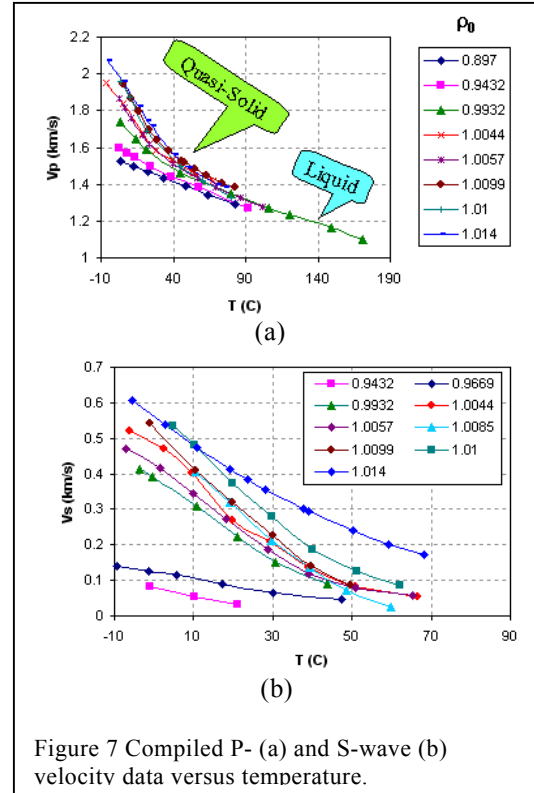 ρ0
2.2
2
1.8
1.6
1.4
1.2
1
Vp (km/s)
Quasi-Solid
Liquid
-10 40 90 140 190
T (C)
0.897
0.9432
0.9932
1.0044
1.0057
1.0099
1.01
1.014
(a)
0.7
0.6
0.5
0.4
0.3
0.2
0.1
0
Vs (km/s)
0.9432 0.9669
0.9932 1.0044
1.0057 1.0085
1.0099 1.01
1.014
-10 10 30 50 70 90
T (C)
(b)
Figure 7 Compiled P- (a) and S-wave (b)
velocity data versus temperature.